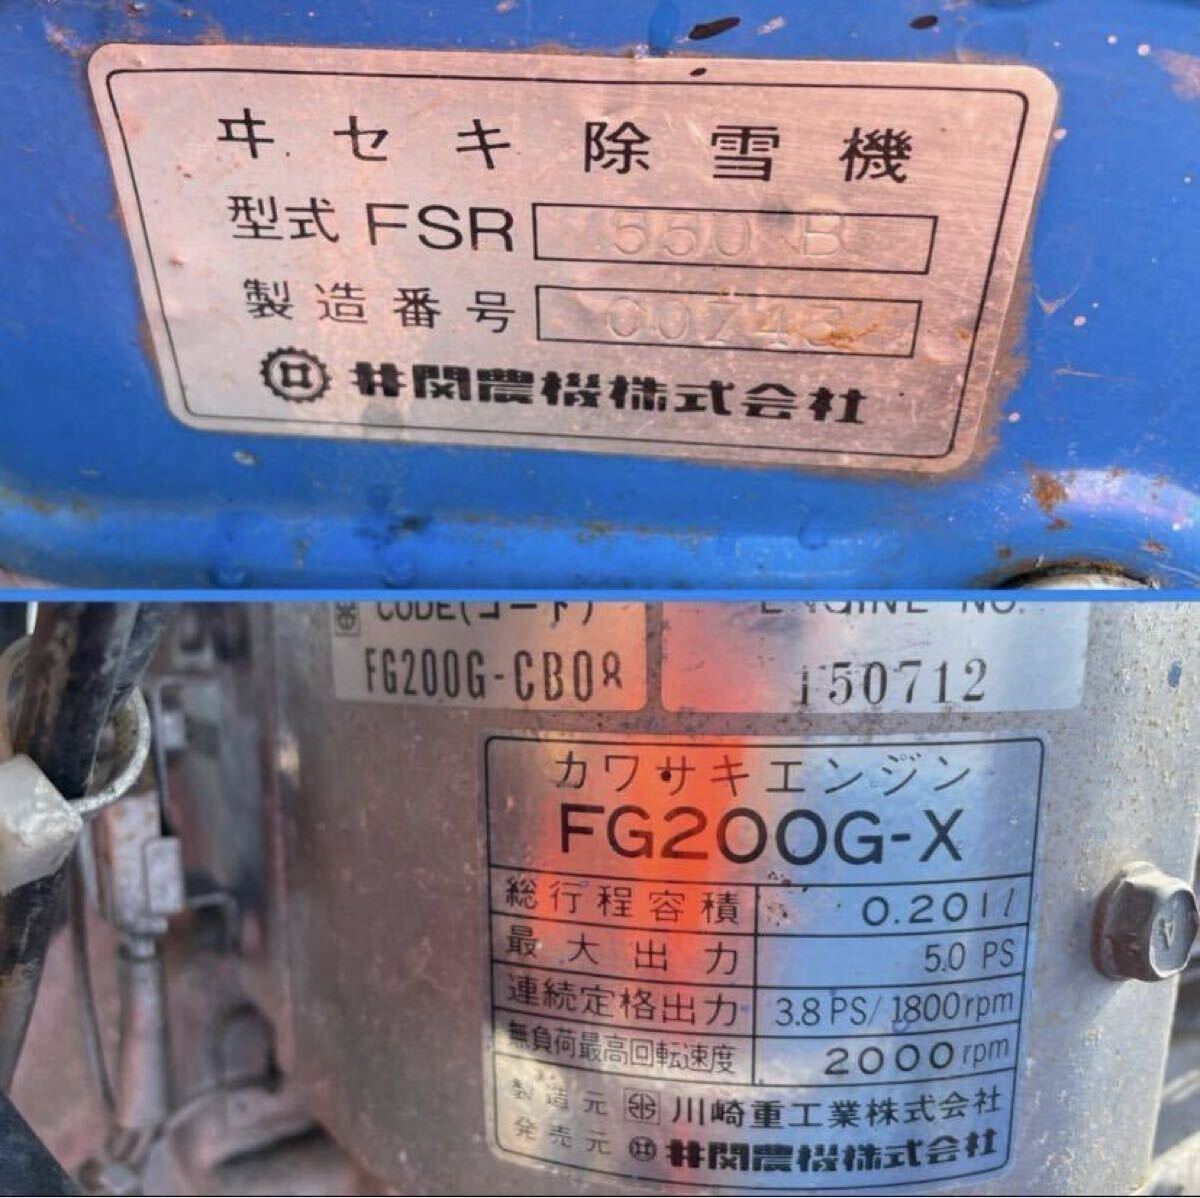 ヰセキ除雪機
型式 FSR 550 B
製造番号
井関農機株式会社
CODE(コード)
FG200G-CB08
ENGINE NO.
150712
カワサキエンジン
FG200G-X
総行程容積 0.201ℓ
最大出力 5.0 PS
連続定格出力 3.8 PS/1800rpm
無負荷最高回転速度 2000rpm
製造元 川崎重工業株式会社
発売元 井関農機株式会社